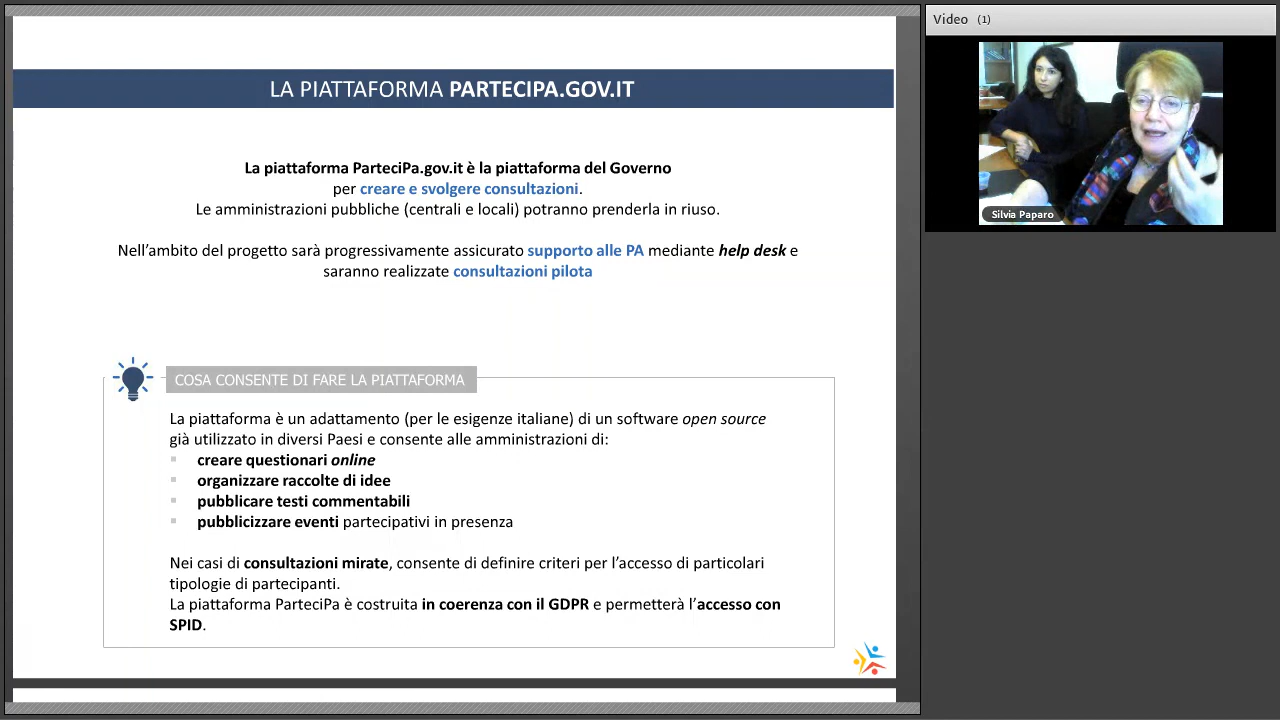 LA PIATTAFORMA PARTECIPA.GOV.IT
La piattaforma ParteciPa.gov.it è la piattaforma del Governo
per creare e svolgere consultazioni.
Le amministrazioni pubbliche (centrali e locali) potranno prenderla in riuso.
Nell'ambito del progetto sarà progressivamente assicurato supporto alle PA mediante help desk e
saranno realizzate consultazioni pilota
COSA CONSENTE DI FARE LA PIATTAFORMA
La piattaforma è un adattamento (per le esigenze italiane) di un software open source
già utilizzato in diversi Paesi e consente alle amministrazioni di:
creare questionari online
organizzare raccolte di idee
pubblicare testi commentabili
pubblicizzare eventi partecipativi in presenza
Nei casi di consultazioni mirate, consente di definire criteri per l'accesso di particolari
tipologie di partecipanti.
La piattaforma ParteciPa è costruita in coerenza con il GDPR e permetterà l'accesso con
SPID.
Video (1)
Silvia Paparo